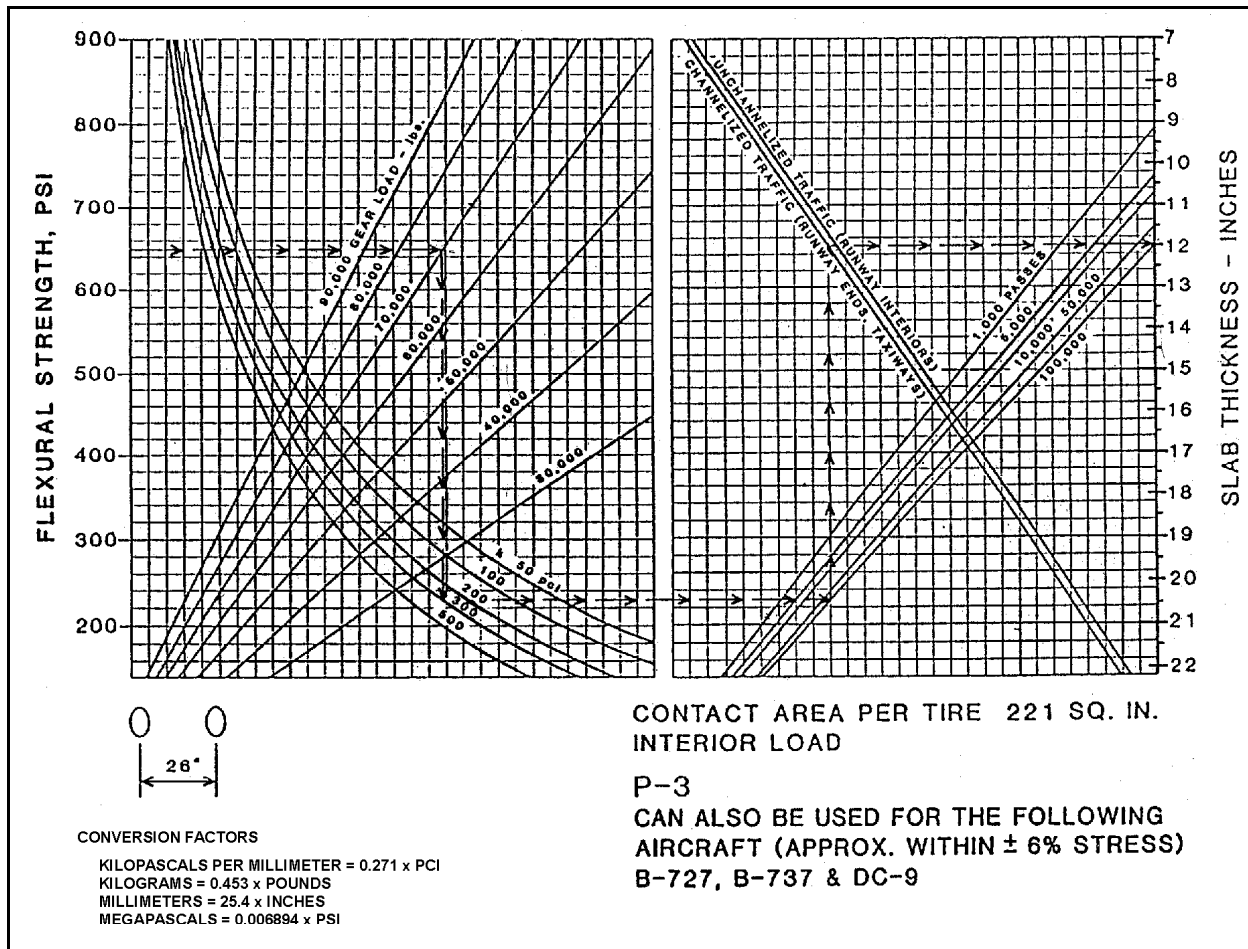 FLEXURAL STRENGTH, PSI
900
800
700
600
500
400
300
200
90,000 GEAR LOAD - lbs.
80,000
70,000
60,000
50,000
40,000
30,000
k 50 pci
100
200
300
500
UNCHANNELIZED TRAFFIC (RUNWAY INTERIORS)
CHANNELIZED TRAFFIC (RUNWAY ENDS, TAXIWAYS)
1,000 PASSES
5,000
10,000
50,000
100,000
7
8
9
10
11
12
13
14
15
16
17
18
19
20
21
22
SLAB THICKNESS - INCHES
26"
CONTACT AREA PER TIRE 221 SQ. IN.
INTERIOR LOAD
P-3
CAN ALSO BE USED FOR THE FOLLOWING
AIRCRAFT (APPROX. WITHIN ± 6% STRESS)
B-727, B-737 & DC-9
CONVERSION FACTORS
KILOPASCALS PER MILLIMETER = 0.271 x PCI
KILOGRAMS = 0.453 x POUNDS
MILLIMETERS = 25.4 x INCHES
MEGAPASCALS = 0.006894 x PSI